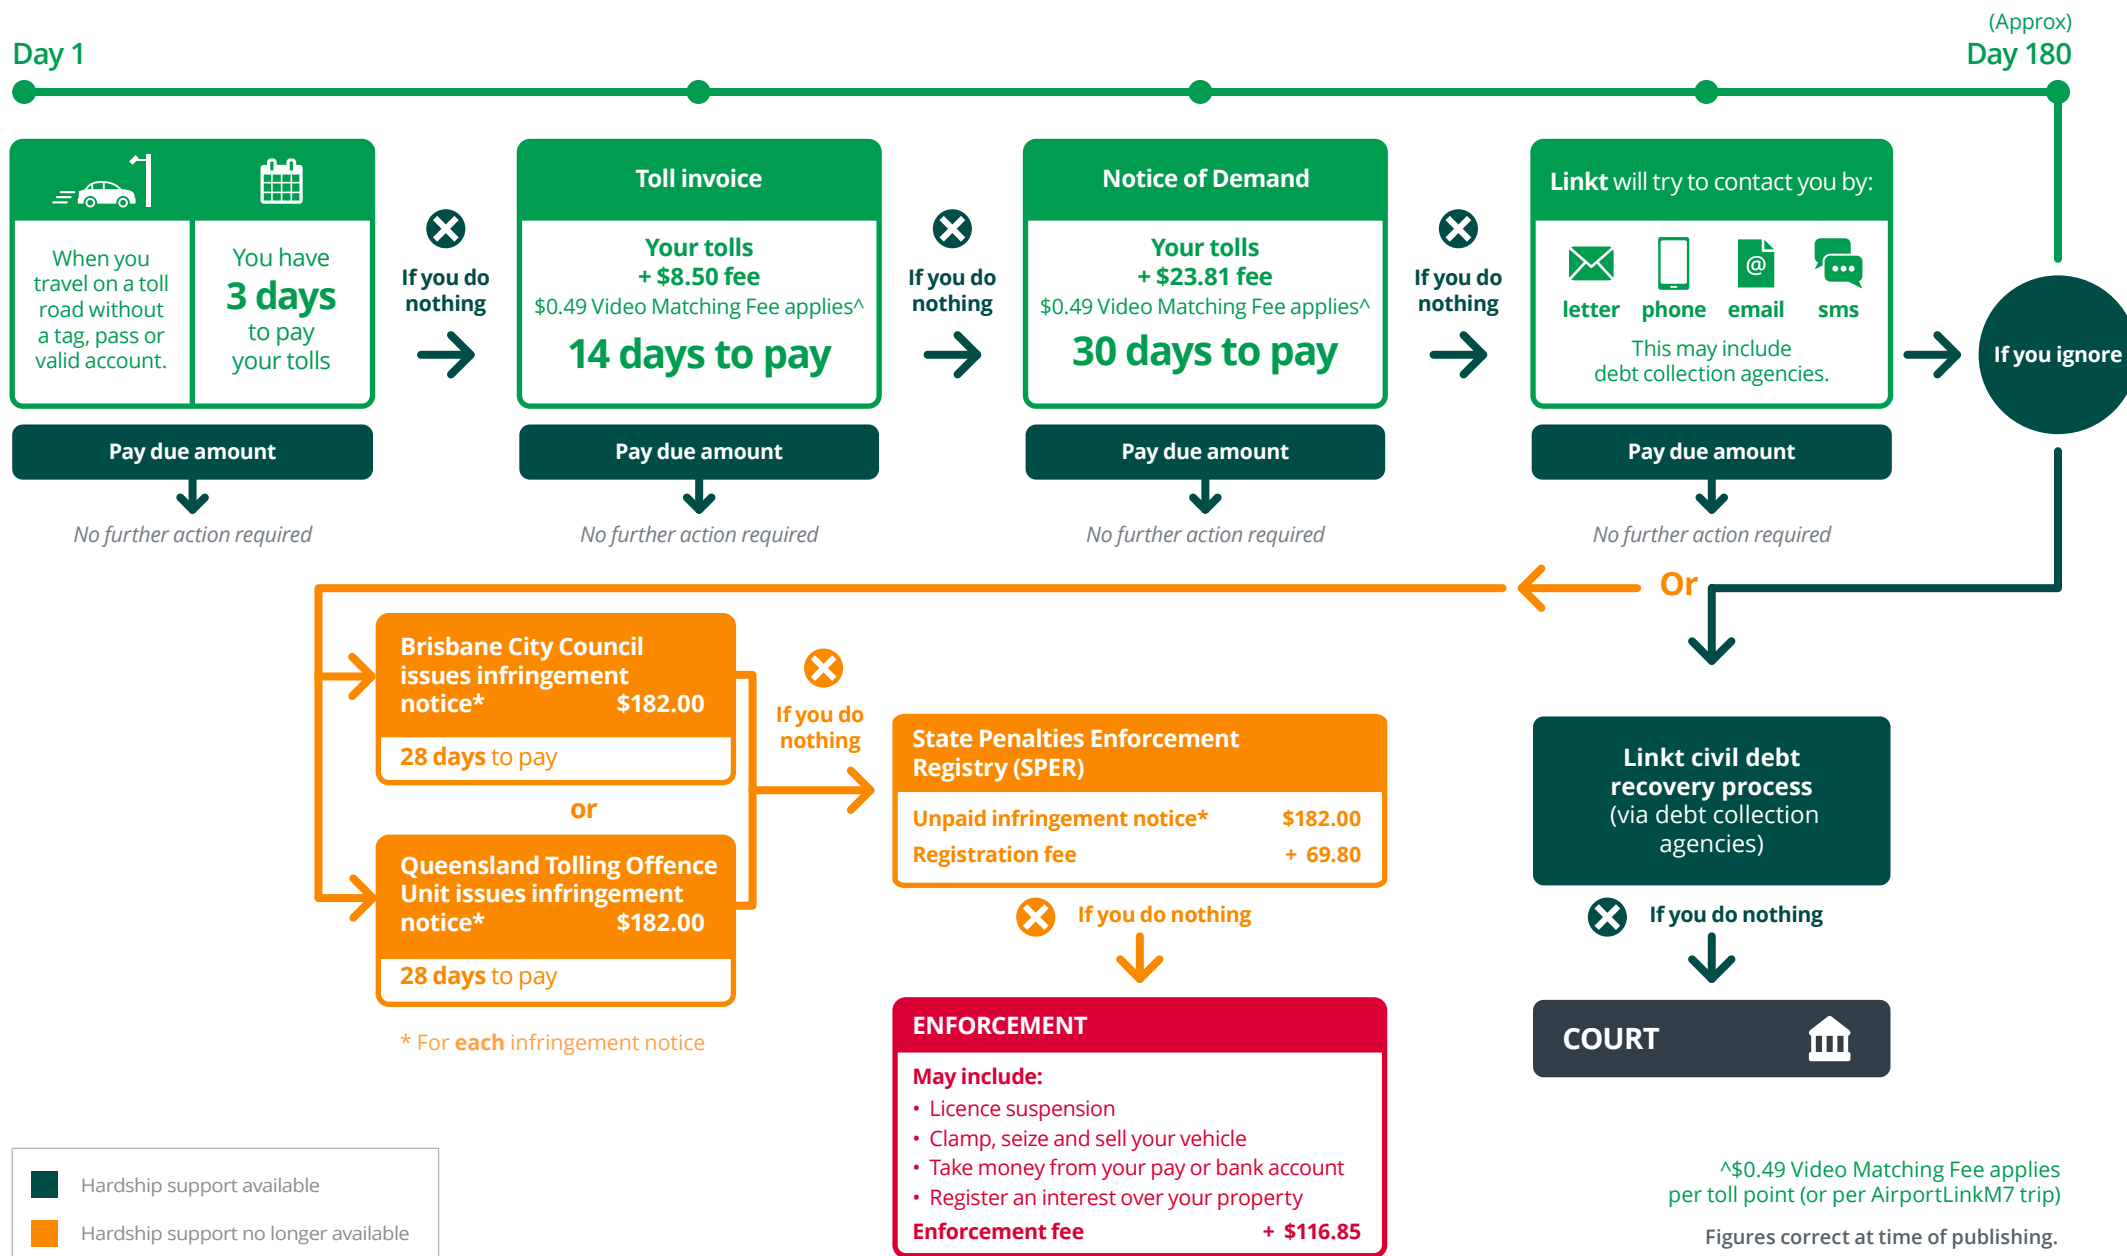 (Approx)
Day 1
Day 180
When you
travel on a toll
road without
a tag, pass or
valid account.
You have
3 days
to pay
your tolls
If you do
nothing
Toll invoice
Your tolls
+ $8.50 fee
$0.49 Video Matching Fee applies^
14 days to pay
If you do
nothing
Notice of Demand
Your tolls
+ $23.81 fee
$0.49 Video Matching Fee applies^
30 days to pay
If you do
nothing
Linkt will try to contact you by:
@
letter phone email sms
This may include
debt collection agencies.
If you ignore
Pay due amount
Pay due amount
Pay due amount
Pay due amount
No further action required
No further action required
No further action required
No further action required
Or
Brisbane City Council
issues infringement
notice* $182.00
28 days to pay
or
Queensland Tolling Offence
Unit issues infringement
notice* $182.00
28 days to pay
* For each infringement notice
If you do
nothing
State Penalties Enforcement
Registry (SPER)
Unpaid infringement notice* $182.00
Registration fee + 69.80
If you do nothing
ENFORCEMENT
May include:
• Licence suspension
• Clamp, seize and sell your vehicle
• Take money from your pay or bank account
• Register an interest over your property
Enforcement fee + $116.85
Linkt civil debt
recovery process
(via debt collection
agencies)
If you do nothing
COURT
Hardship support available
Hardship support no longer available
^$0.49 Video Matching Fee applies
per toll point (or per AirportLinkM7 trip)
Figures correct at time of publishing.